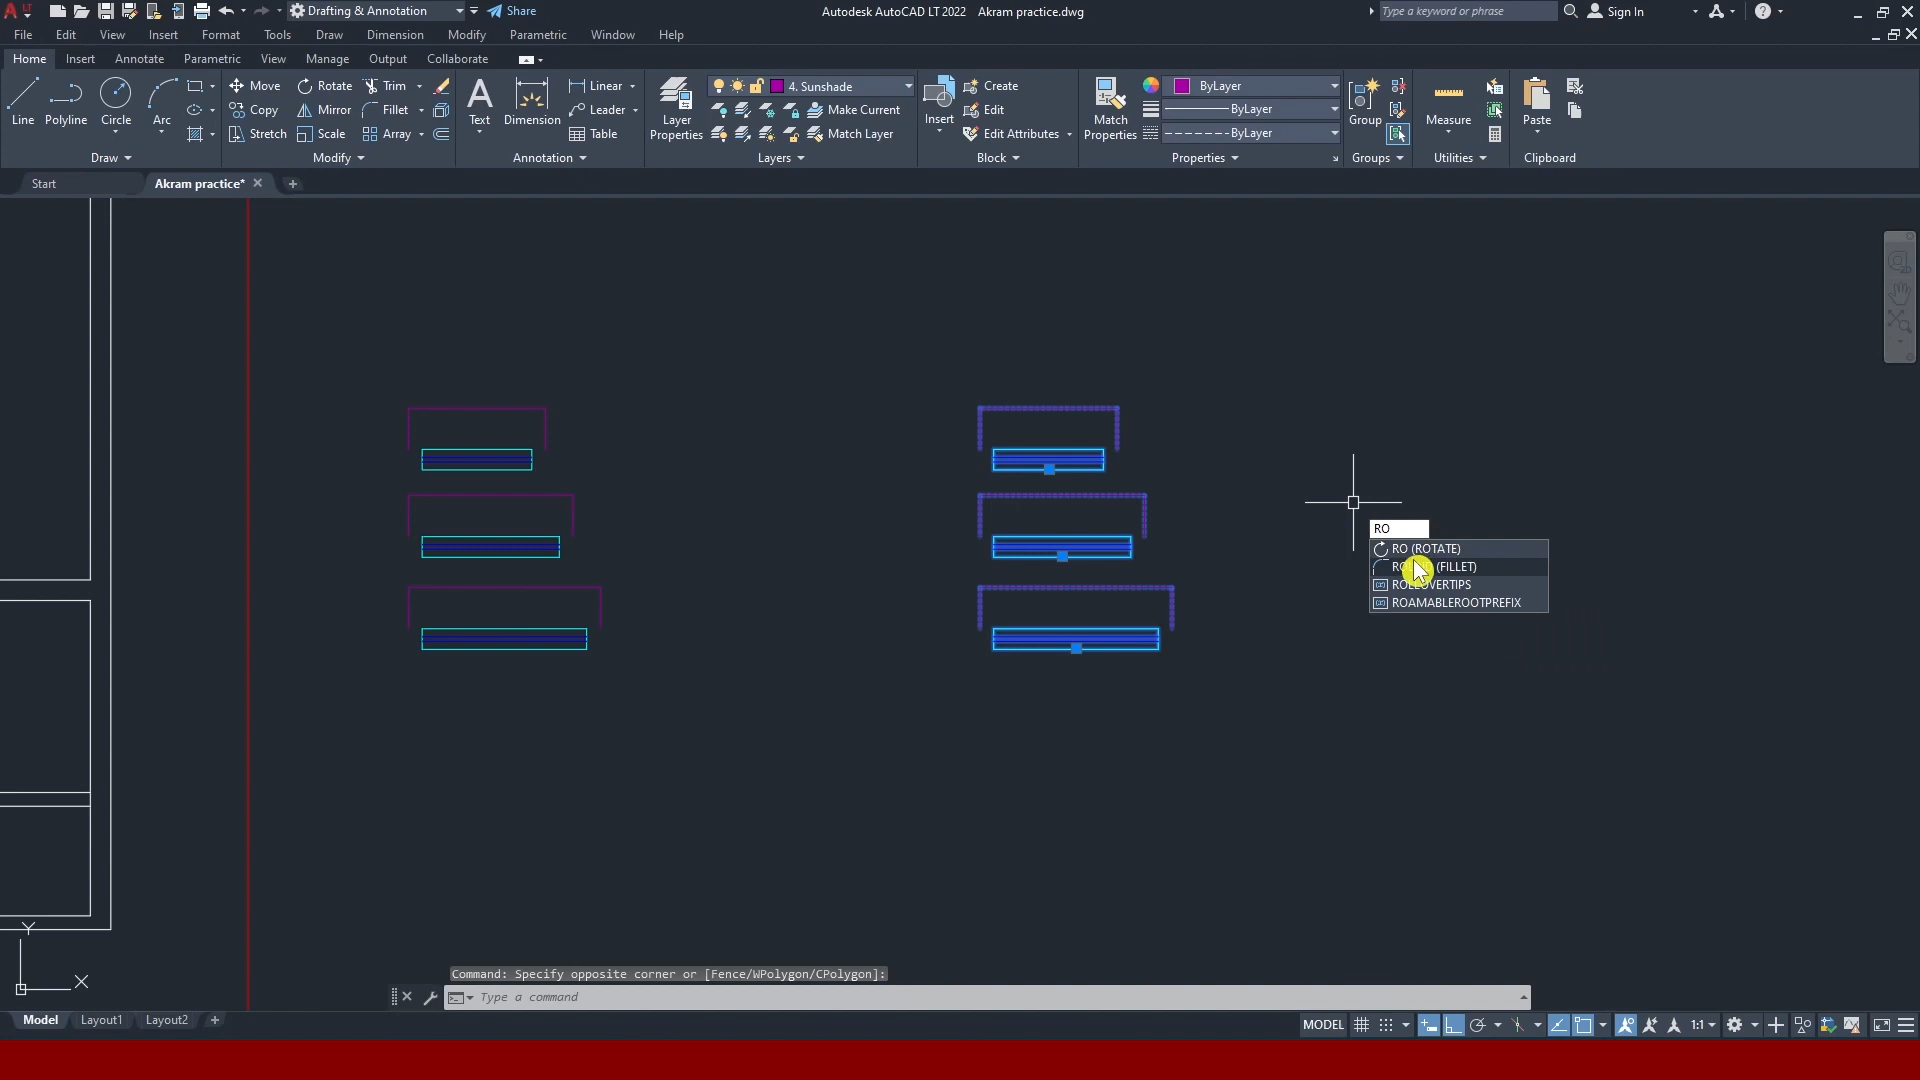 LT
Drafting & Annotation
Share
Autodesk AutoCAD LT 2022 Akram practice.dwg
Type a keyword or phrase
Sign In
File Edit View Insert Format Tools Draw Dimension Modify Parametric Window Help
Home Insert Annotate Parametric View Manage Output Collaborate
Line
Polyline
Circle
Arc
Draw
Move Rotate Trim
Copy Mirror Fillet
Stretch Scale Array
Modify
Text
Dimension
Linear
Leader
Table
Annotation
Layer Properties
4. Sunshade
Make Current
Match Layer
Layers
Insert
Create
Edit
Edit Attributes
Block
Match Properties
ByLayer
ByLayer
ByLayer
Properties
Group
Groups
Measure
Utilities
Paste
Clipboard
Start
Akram practice*
RO
RO (ROTATE)
(FILLET)
ROLLOVERTIPS
ROAMABLEROOTPREFIX
Y
X
Command: Specify opposite corner or [Fence/WPolygon/CPolygon]:
Type a command
Model Layout1 Layout2
MODEL
1:1